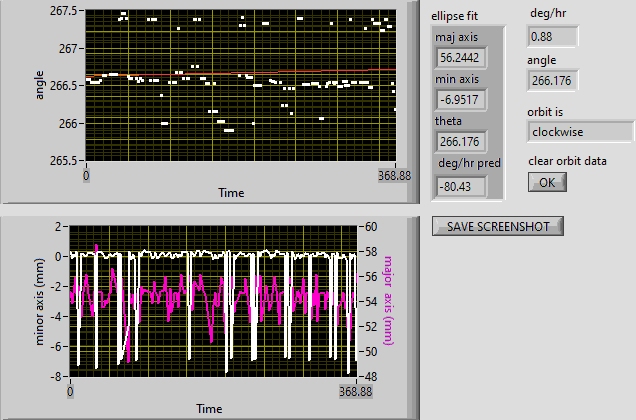 267.5
267
266.5
266
265.5
angle
0
368.88
Time
ellipse fit
maj axis
56.2442
min axis
-6.9517
theta
266.176
deg/hr pred
-80.43
deg/hr
0.88
angle
266.176
orbit is
clockwise
clear orbit data
OK
SAVE SCREENSHOT
2
0
-2
-4
-6
-8
minor axis (mm)
60
58
56
54
52
50
48
major axis (mm)
0
368.88
Time